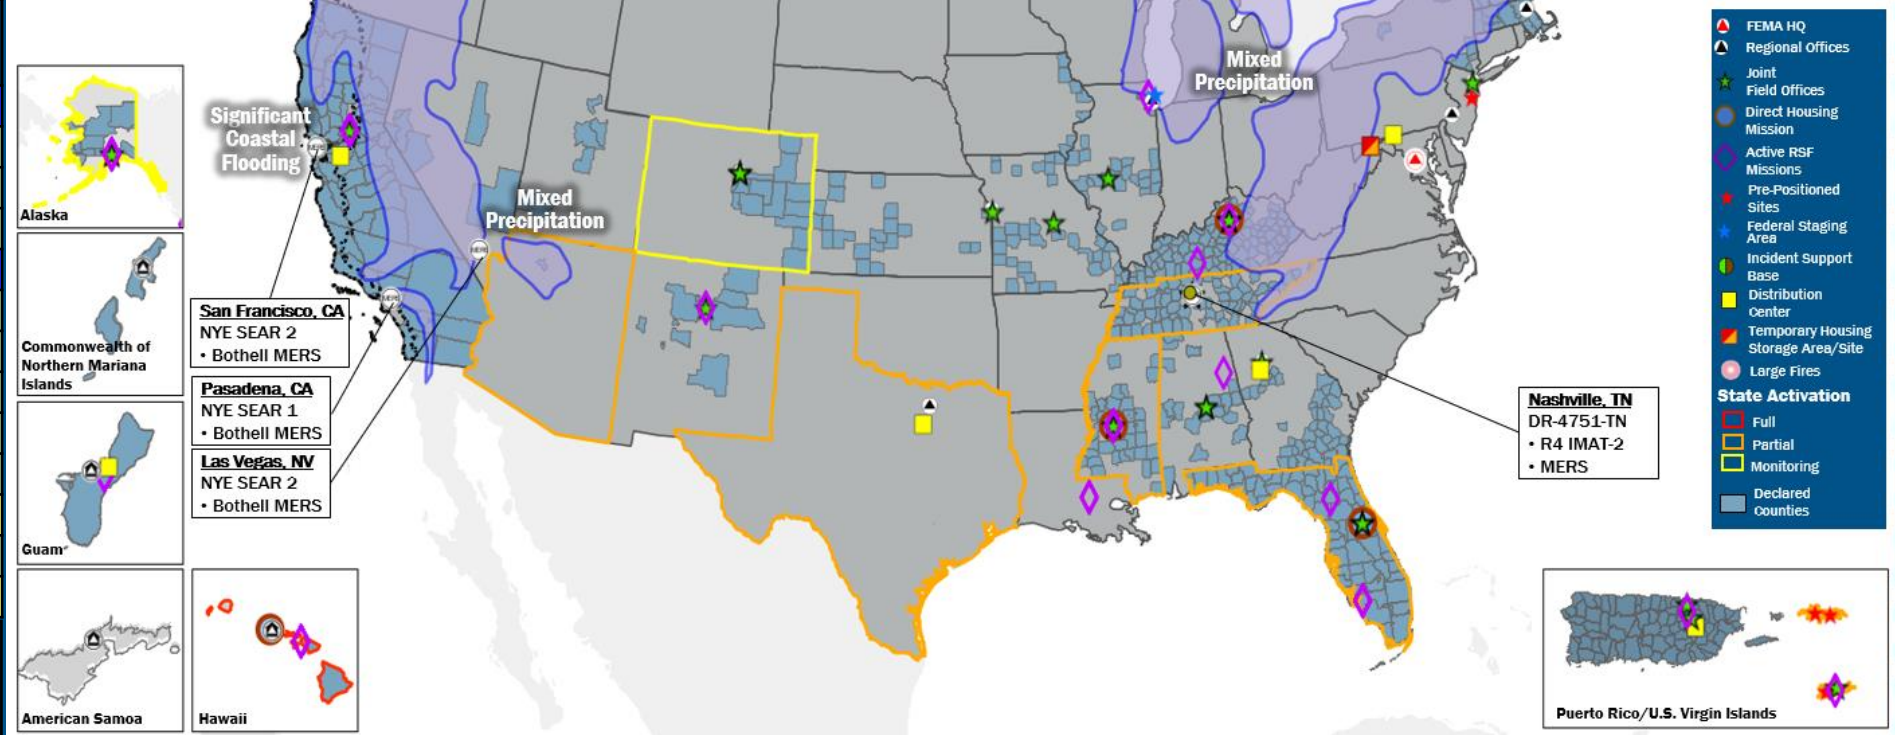 Mixed
Precipitation
Significant
Coastal
Flooding
Mixed
Precipitation
MERS
MERS
MERS
Alaska
Commonwealth of
Northern Mariana
Islands
Guam
American Samoa
Hawaii
San Francisco, CA
NYE SEAR 2
• Bothell MERS
Pasadena, CA
NYE SEAR 1
• Bothell MERS
Las Vegas, NV
NYE SEAR 2
• Bothell MERS
Nashville, TN
DR-4751-TN
• R4 IMAT-2
• MERS
Puerto Rico/U.S. Virgin Islands
FEMA HQ
Regional Offices
Joint
Field Offices
Direct Housing
Mission
Active RSF
Missions
Pre-Positioned
Sites
Federal Staging
Area
Incident Support
Base
Distribution
Center
Temporary Housing
Storage Area/Site
Large Fires
State Activation
Full
Partial
Monitoring
Declared
Counties